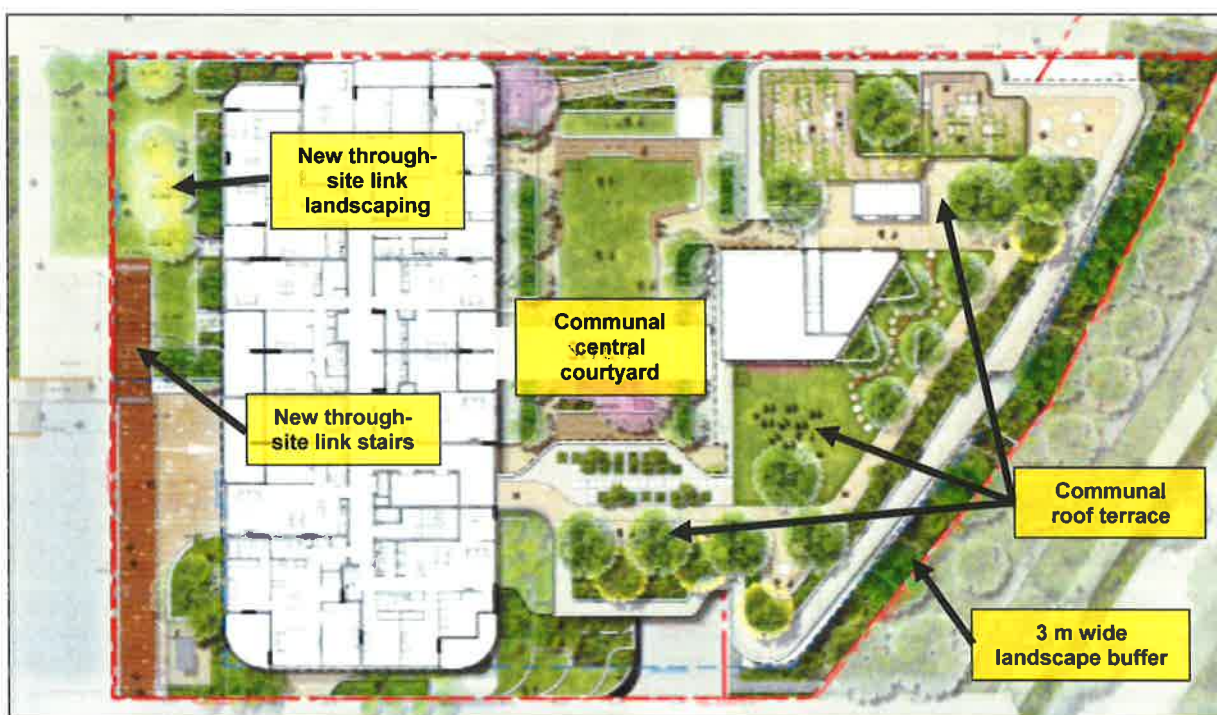 New through-
site link
landscaping
Communal
central
courtyard
New through-
site link stairs
Communal
roof terrace
3 m wide
landscape buffer